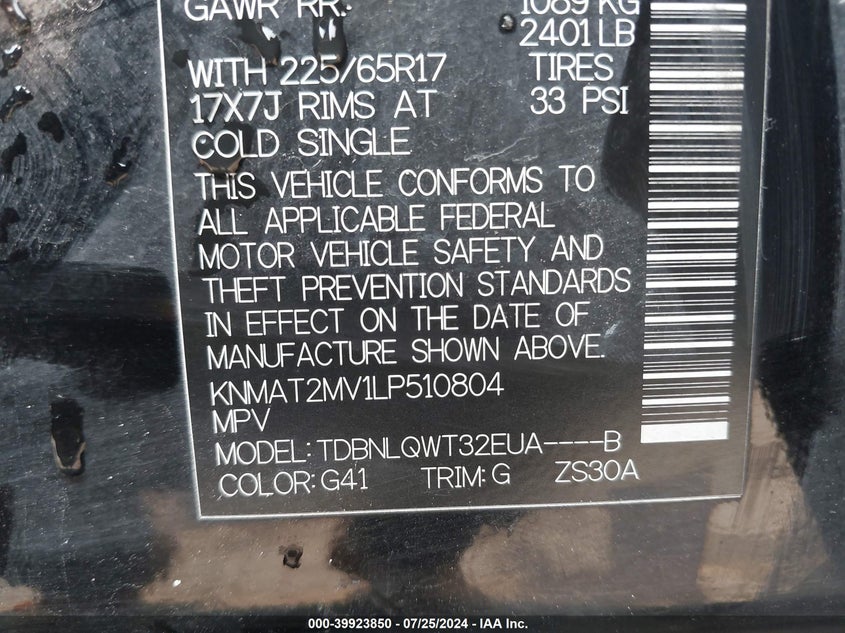 GAWR RR: 1089 KG
2401 LB
WITH 225/65R17 TIRES
17X7J RIMS AT 33 PSI
COLD SINGLE
THIS VEHICLE CONFORMS TO
ALL APPLICABLE FEDERAL
MOTOR VEHICLE SAFETY AND
THEFT PREVENTION STANDARDS
IN EFFECT ON THE DATE OF
MANUFACTURE SHOWN ABOVE.
KNMAT2MV1LP510804
MPV
MODEL:TDBNLQWT32EUA----B
COLOR:G41 TRIM:G ZS30A
000-39923850 - 07/25/2024 - IAA Inc.